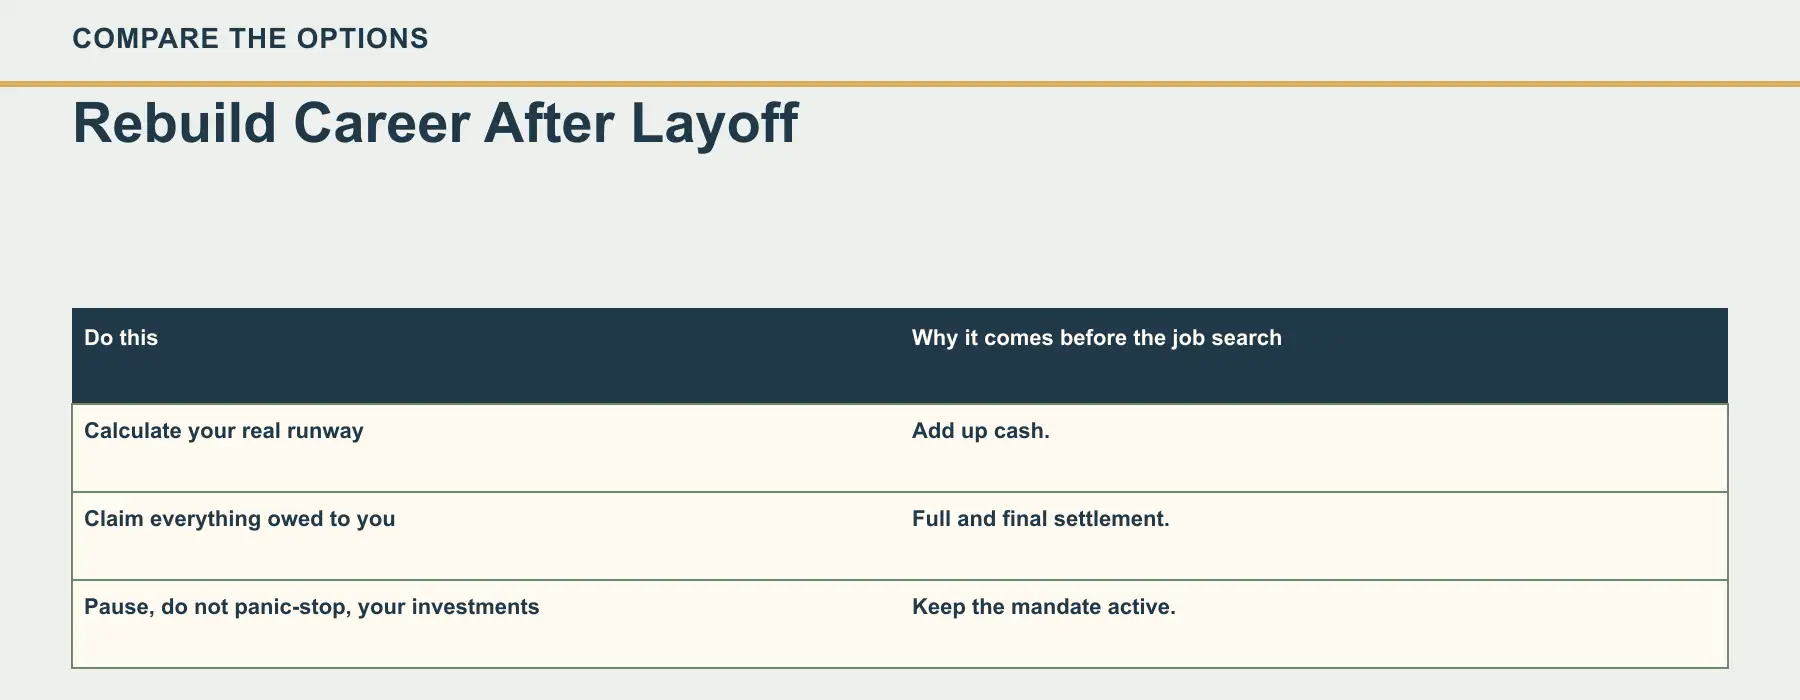 COMPARE THE OPTIONS
Rebuild Career After Layoff
Do this
Why it comes before the job search
Calculate your real runway
Add up cash.
Claim everything owed to you
Full and final settlement.
Pause, do not panic-stop, your investments
Keep the mandate active.